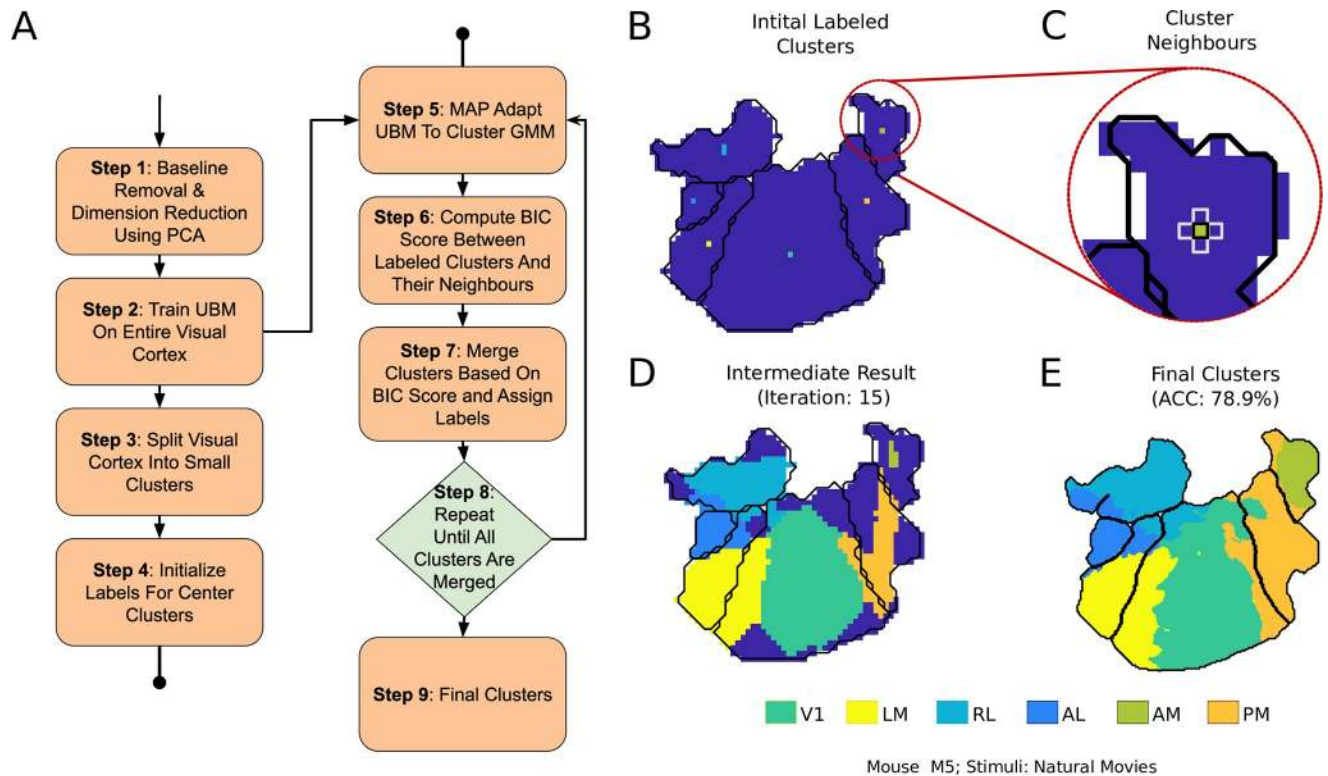 A
Step 1: Baseline
Removal &
Dimension Reduction
Using PCA
Step 2: Train UBM
On Entire Visual
Cortex
Step 3: Split Visual
Cortex Into Small
Clusters
Step 4: Initialize
Labels For Center
Clusters
Step 5: MAP Adapt
UBM To Cluster GMM
Step 6: Compute BIC
Score Between
Labeled Clusters And
Their Neighbours
Step 7: Merge
Clusters Based On
BIC Score and Assign
Labels
Step 8:
Repeat
Until All
Clusters Are
Merged
Step 9: Final Clusters
B
Intital Labeled
Clusters
C
Cluster
Neighbours
D
Intermediate Result
(Iteration: 15)
E
Final Clusters
(ACC: 78.9%)
V1 LM RL AL AM PM
Mouse M5; Stimuli: Natural Movies